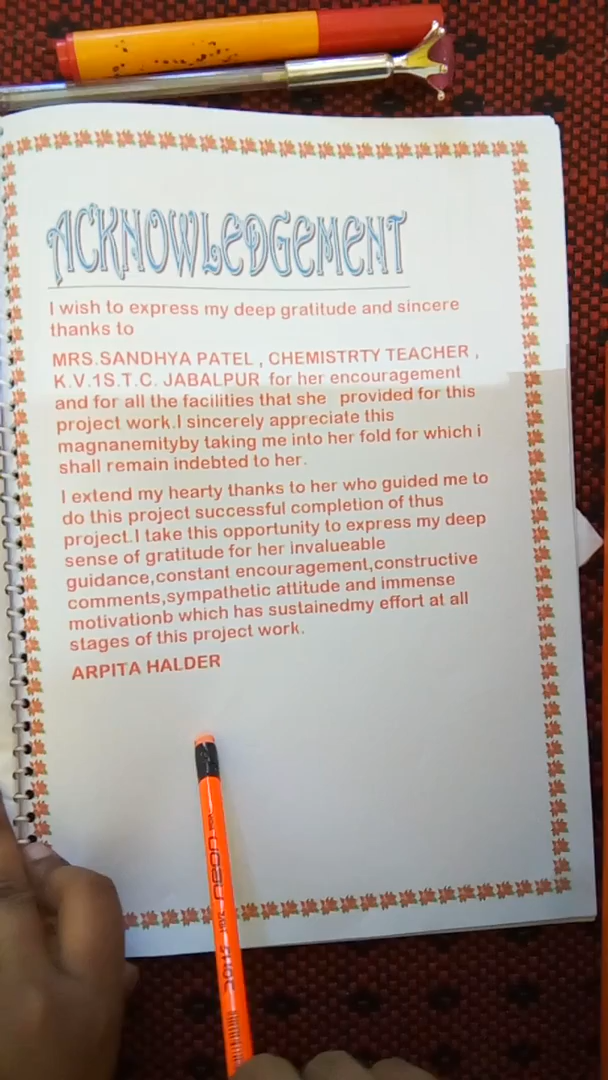 ACKNOWLEDGEMENT
I wish to express my deep gratitude and sincere
thanks to
MRS.SANDHYA PATEL , CHEMISTRTY TEACHER ,
K.V.1S.T.C. JABALPUR for her encouragement
and for all the facilities that she provided for this
project work.I sincerely appreciate this
magnanemityby taking me into her fold for which i
shall remain indebted to her.
I extend my hearty thanks to her who guided me to
do this project successful completion of thus
project.I take this opportunity to express my deep
sense of gratitude for her invalueable
guidance,constant encouragement,constructive
comments,sympathetic attitude and immense
motivationb which has sustainedmy effort at all
stages of this project work.
ARPITA HALDER
neon